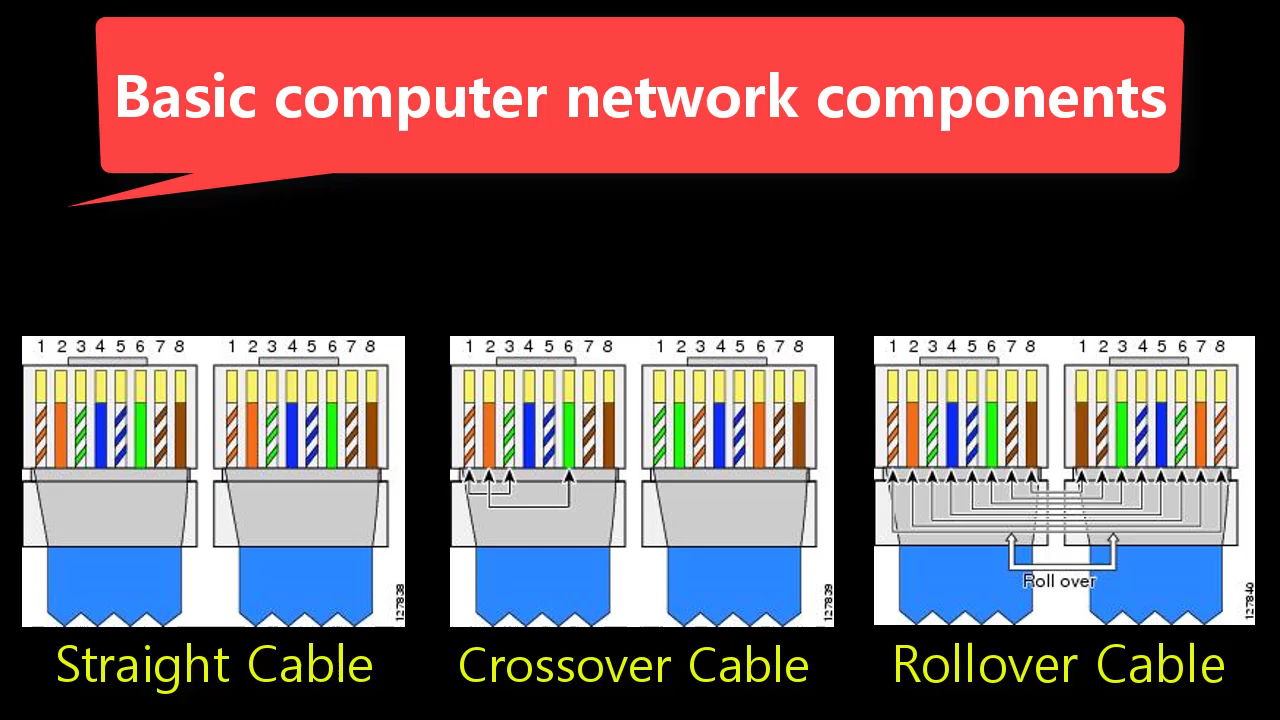 Basic computer network components
1 2 3 4 5 6 7 8 1 2 3 4 5 6 7 8
127838
Straight Cable
1 2 3 4 5 6 7 8 1 2 3 4 5 6 7 8
127839
Crossover Cable
1 2 3 4 5 6 7 8 1 2 3 4 5 6 7 8
Roll over
127840
Rollover Cable